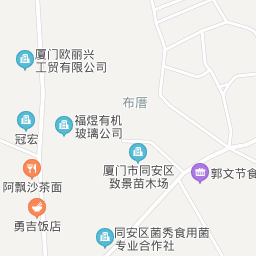 厦门欧丽兴
工贸有限公司
布厝
福煜有机
玻璃公司
冠宏
厦门市同安区
致景苗木场
郭文节食
阿飘沙茶面
勇吉饭店
同安区菌秀食用菌
专业合作社